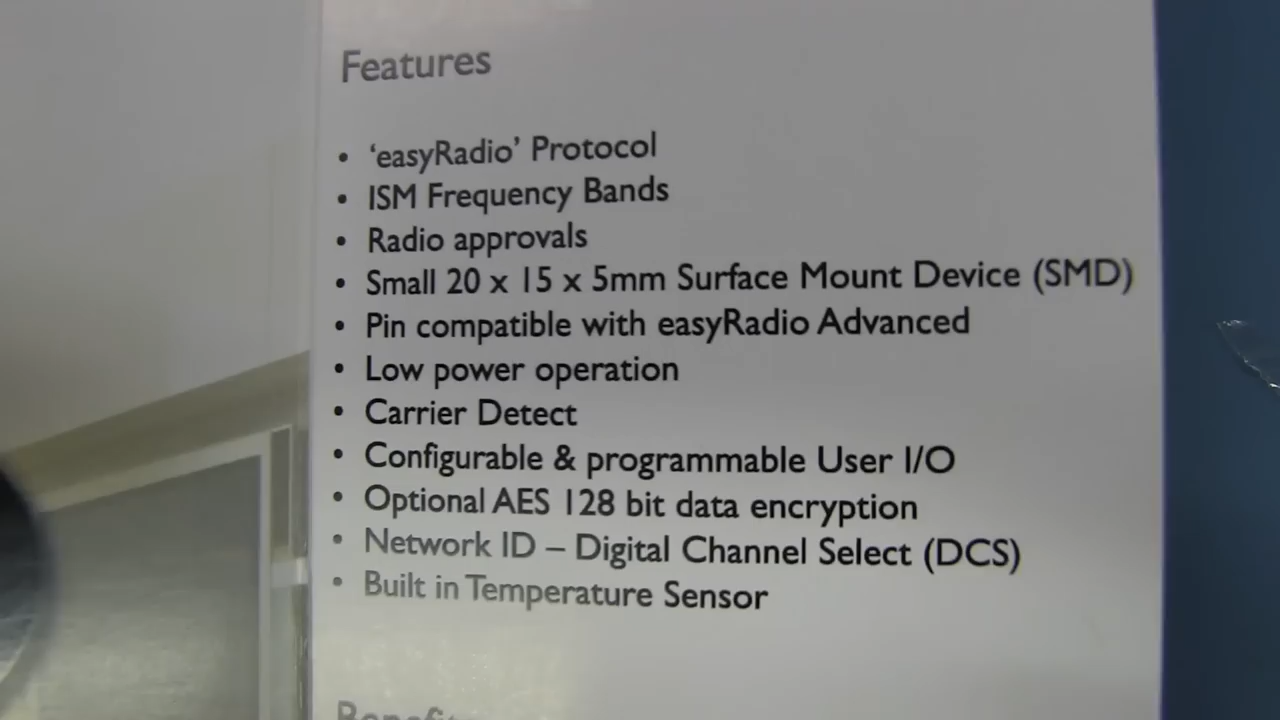 Features
• ‘easyRadio’ Protocol
• ISM Frequency Bands
• Radio approvals
• Small 20 x 15 x 5mm Surface Mount Device (SMD)
• Pin compatible with easyRadio Advanced
• Low power operation
• Carrier Detect
• Configurable & programmable User I/O
• Optional AES 128 bit data encryption
• Network ID – Digital Channel Select (DCS)
• Built in Temperature Sensor